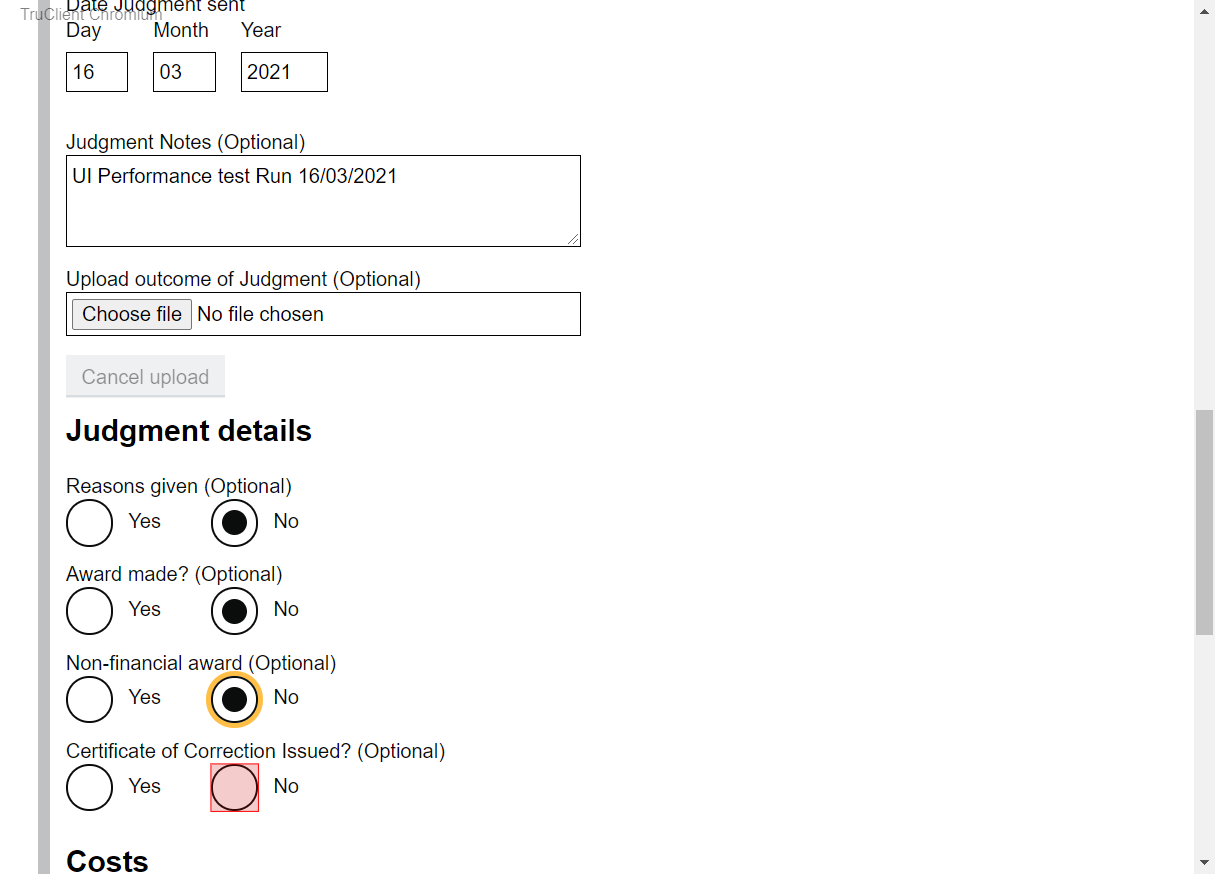 TruClient Chromium
Date Judgment sent
Day Month Year
16 03 2021
Judgment Notes (Optional)
UI Performance test Run 16/03/2021
Upload outcome of Judgment (Optional)
Choose file No file chosen
Cancel upload
Judgment details
Reasons given (Optional)
Yes No
Award made? (Optional)
Yes No
Non-financial award (Optional)
Yes No
Certificate of Correction Issued? (Optional)
Yes No
Costs